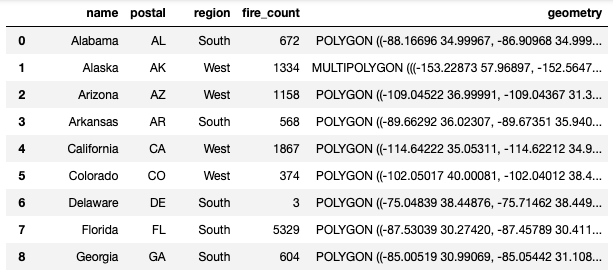 name postal region fire_count geometry
0 Alabama AL South 672 POLYGON ((-88.16696 34.99967, -86.90968 34.999...
1 Alaska AK West 1334 MULTIPOLYGON (((-153.22873 57.96897, -152.5647...
2 Arizona AZ West 1158 POLYGON ((-109.04522 36.99991, -109.04367 31.3...
3 Arkansas AR South 568 POLYGON ((-89.66292 36.02307, -89.67351 35.940...
4 California CA West 1867 POLYGON ((-114.64222 35.05311, -114.62212 34.9...
5 Colorado CO West 374 POLYGON ((-102.05017 40.00081, -102.04012 38.4...
6 Delaware DE South 3 POLYGON ((-75.04839 38.44876, -75.71462 38.449...
7 Florida FL South 5329 POLYGON ((-87.53039 30.27420, -87.45789 30.411...
8 Georgia GA South 604 POLYGON ((-85.00519 30.99069, -85.05442 31.108...